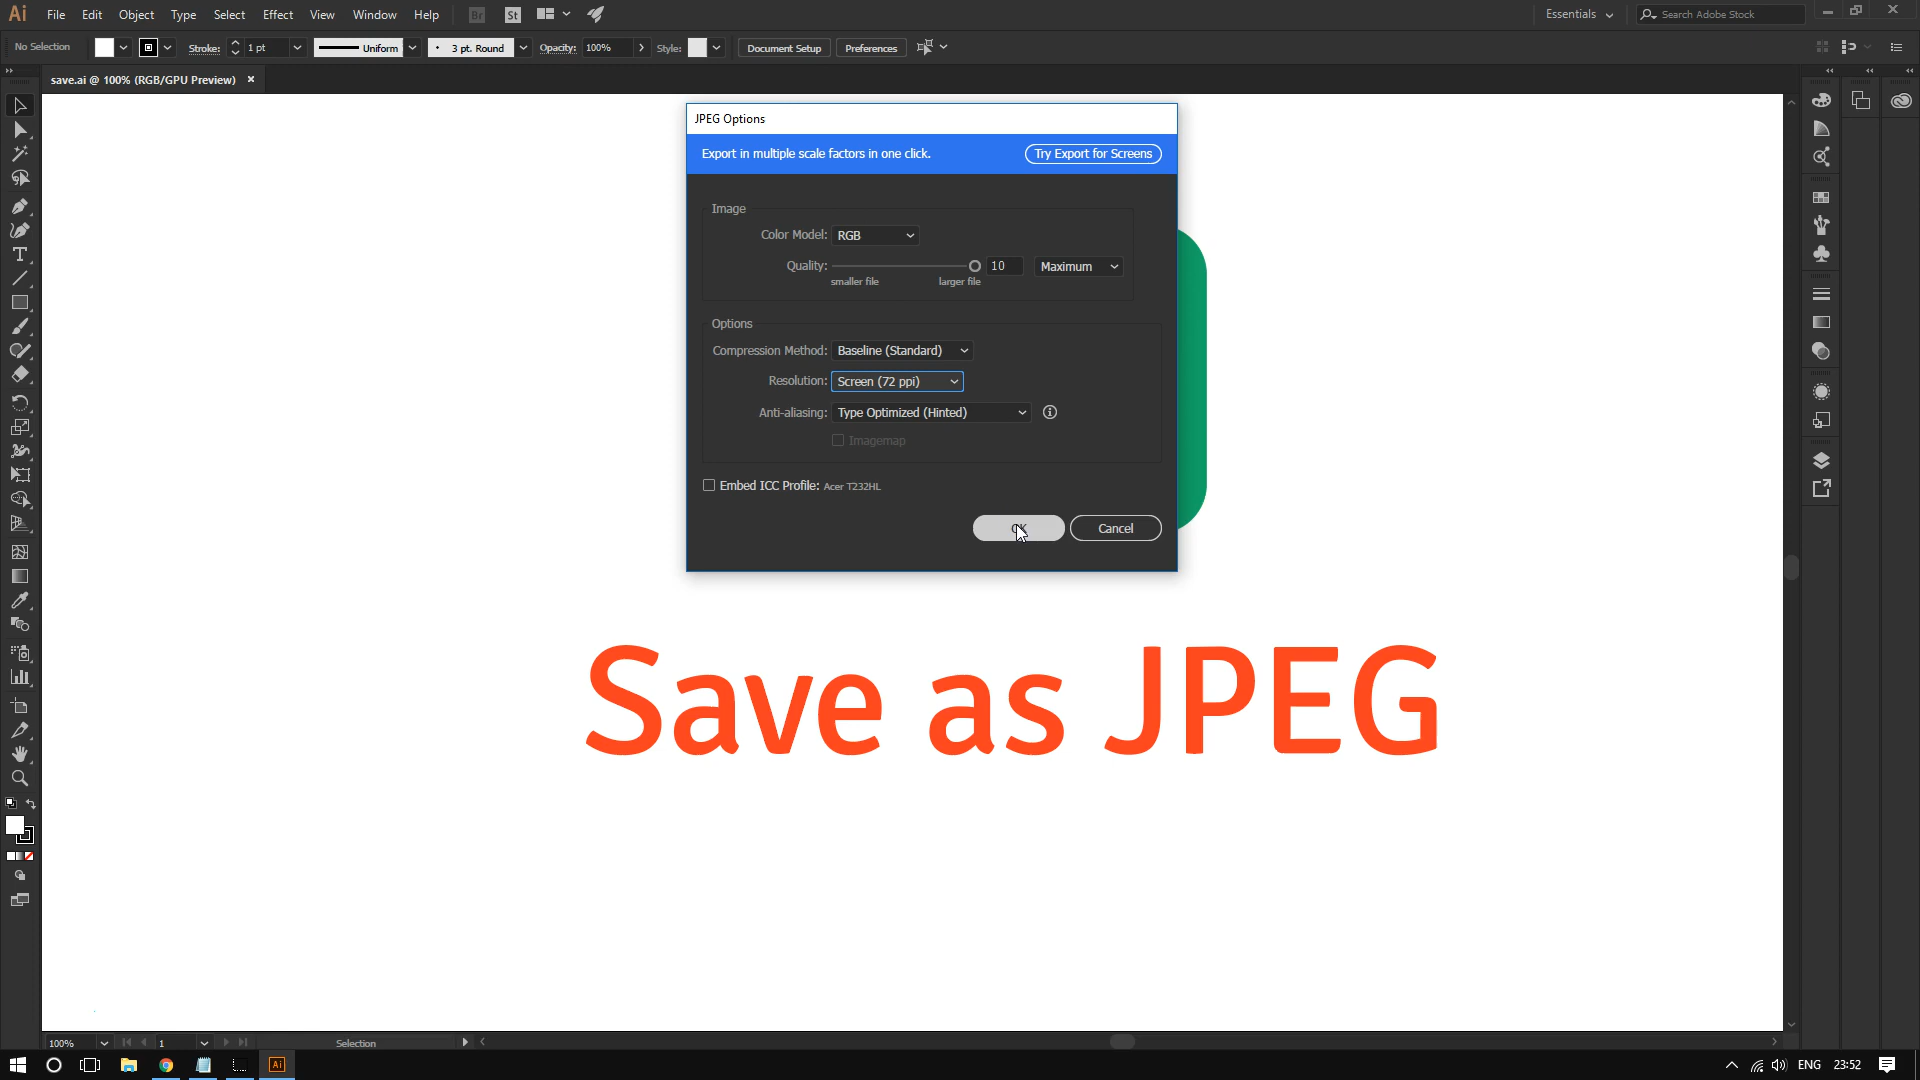 Ai File Edit Object Type Select Effect View Window Help Br St Essentials Search Adobe Stock
No Selection Stroke: 1 pt Uniform 3 pt. Round Opacity: 100% Style: Document Setup Preferences
save.ai @ 100% (RGB/GPU Preview)
JPEG Options
Export in multiple scale factors in one click. Try Export for Screens
Image
Color Model: RGB
Quality: 10 Maximum
smaller file larger file
Options
Compression Method: Baseline (Standard)
Resolution: Screen (72 ppi)
Anti-aliasing: Type Optimized (Hinted)
Imagemap
Embed ICC Profile: Acer T232HL
OK Cancel
Save as JPEG
100% 1 Selection
Ai ENG 23:52